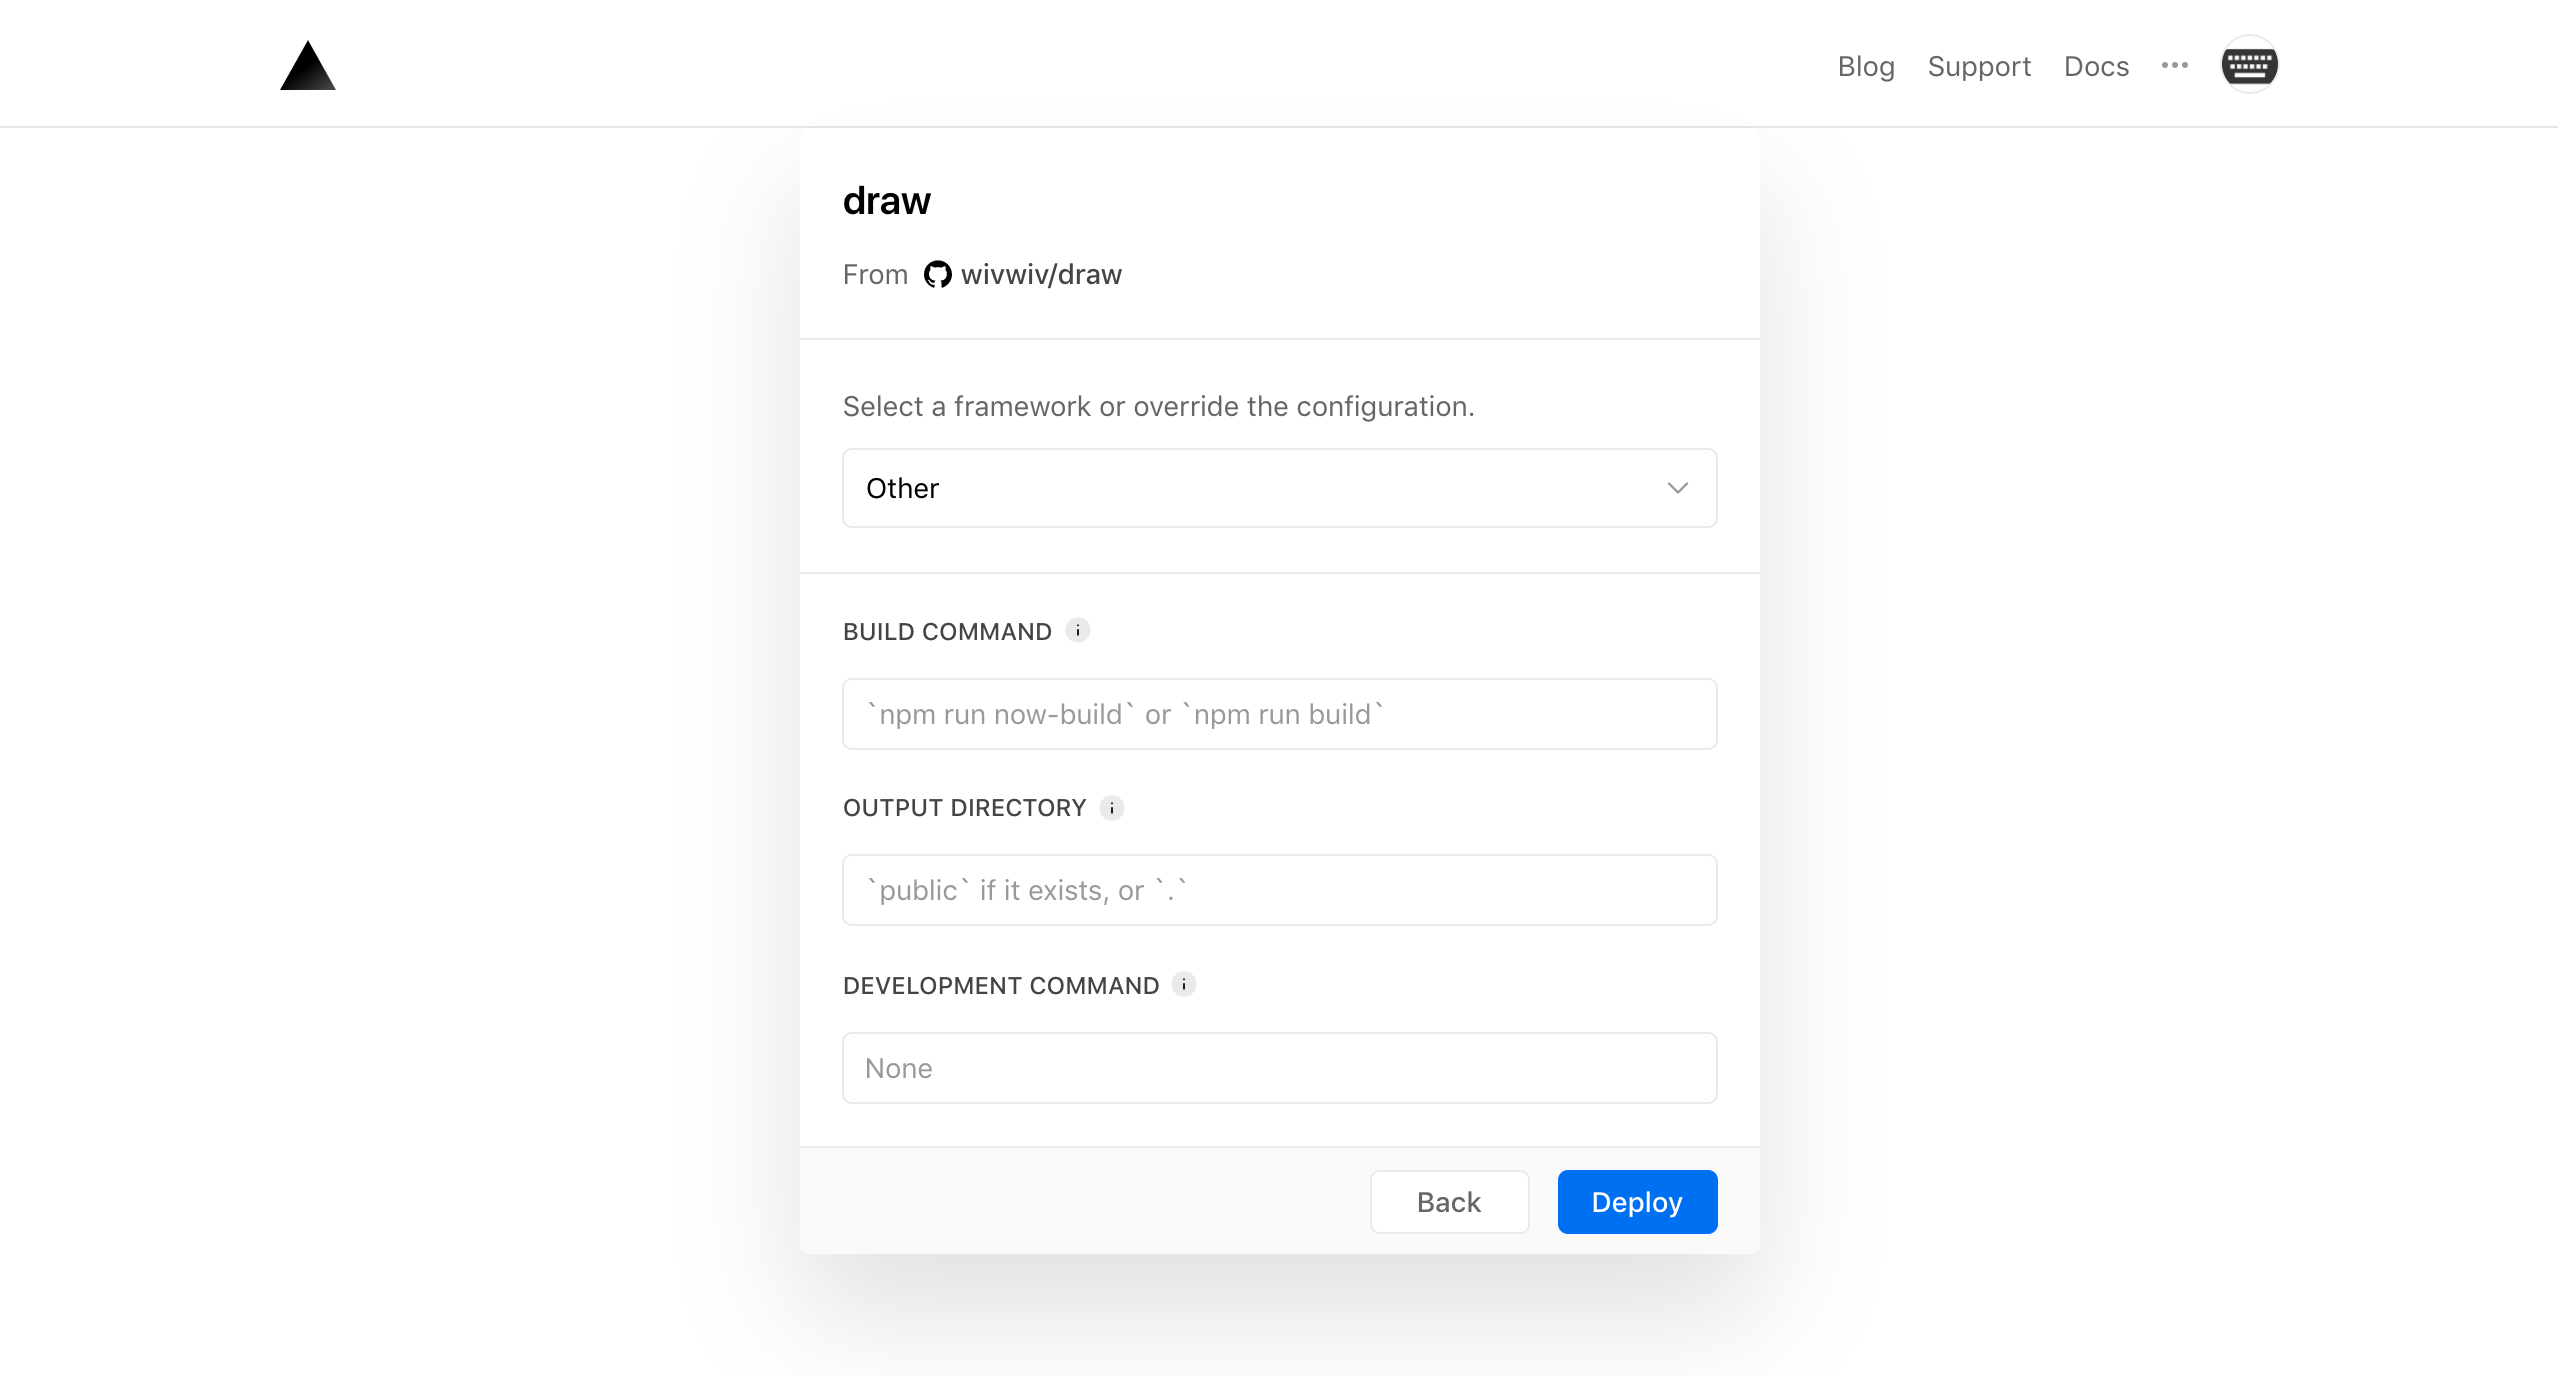 Blog Support Docs
draw
From wivwiv/draw
Select a framework or override the configuration.
Other
BUILD COMMAND i
`npm run now-build` or `npm run build`
OUTPUT DIRECTORY i
`public` if it exists, or `.`
DEVELOPMENT COMMAND i
None
Back Deploy